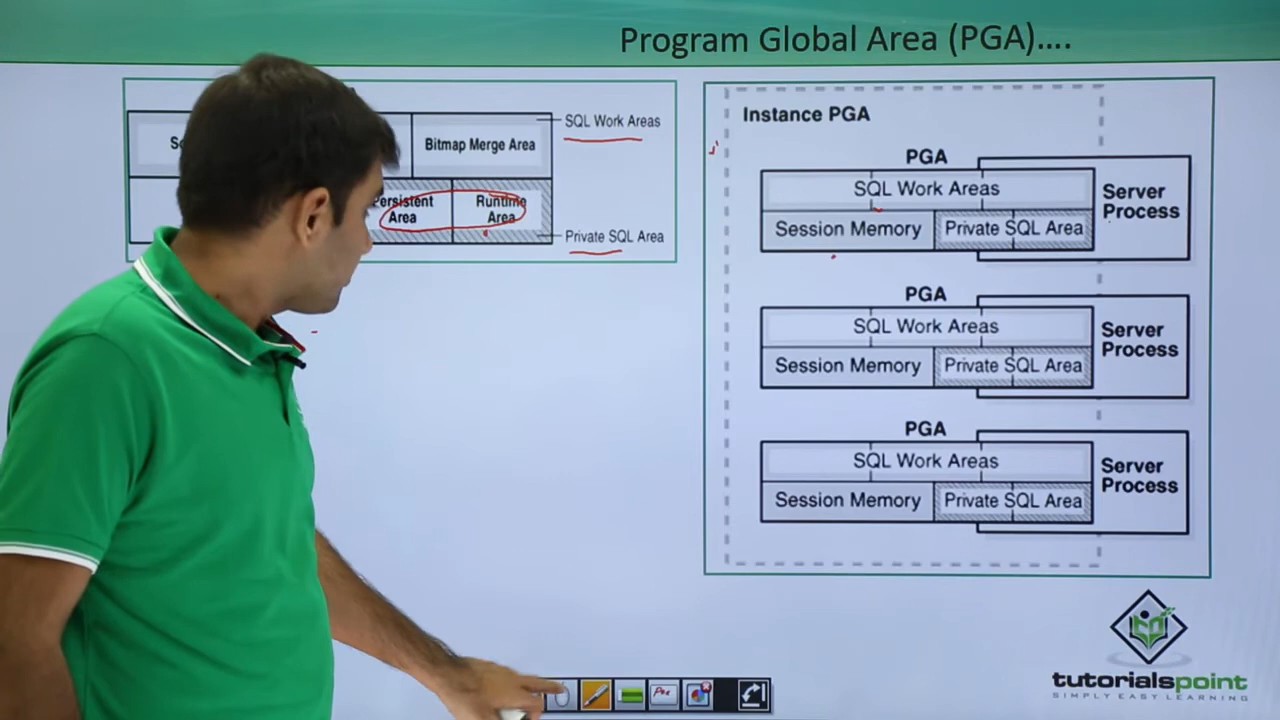 Program Global Area (PGA)....
SQL Work Areas
Bitmap Merge Area
Persistent Area
Runtime Area
Private SQL Area
Instance PGA
PGA
SQL Work Areas
Session Memory
Private SQL Area
Server Process
PGA
SQL Work Areas
Session Memory
Private SQL Area
Server Process
PGA
SQL Work Areas
Session Memory
Private SQL Area
Server Process
tutorialspoint
SIMPLY EASY LEARNING